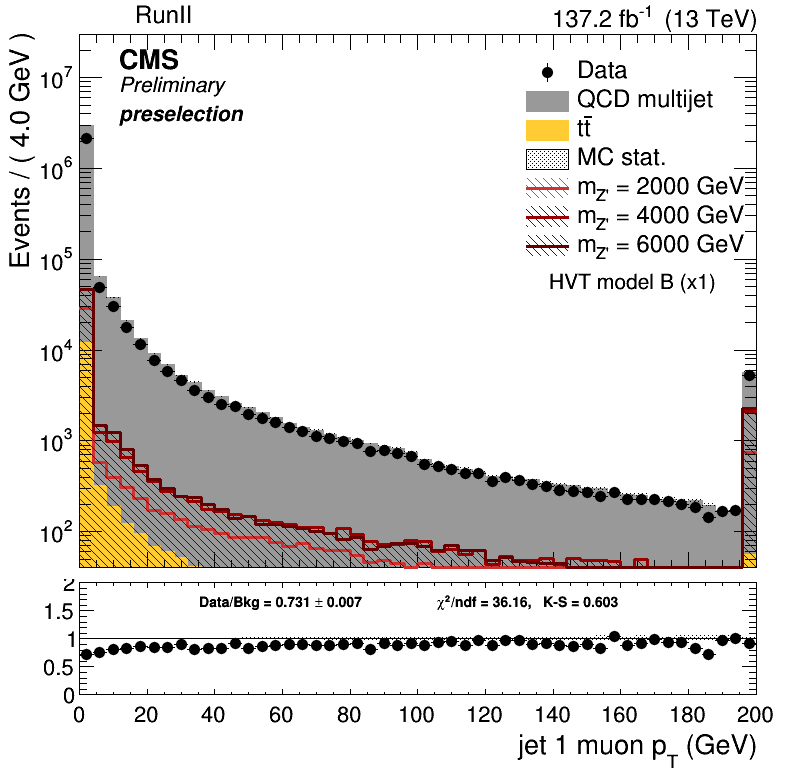 RunII 137.2 fb⁻¹ (13 TeV)
CMS
Preliminary
preselection
Data
QCD multijet
tt̄
MC stat.
m_Z' = 2000 GeV
m_Z' = 4000 GeV
m_Z' = 6000 GeV
HVT model B (x1)
Events / ( 4.0 GeV )
10⁷
10⁶
10⁵
10⁴
10³
10²
Data/Bkg = 0.731 ± 0.007 χ²/ndf = 36.16, K-S = 0.603
2
1.5
1
0.5
0
0 20 40 60 80 100 120 140 160 180 200
jet 1 muon p_T (GeV)